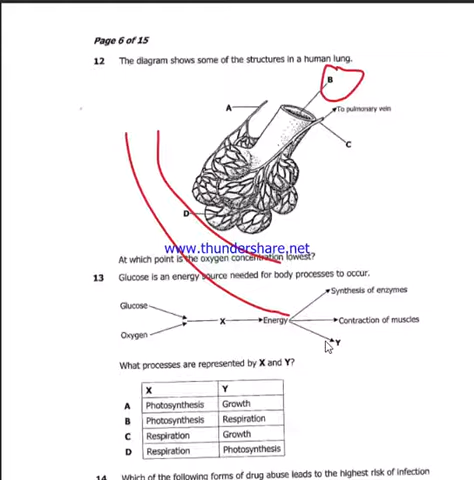 Page 6 of 15
12 The diagram shows some of the structures in a human lung.
B
A
To pulmonary vein
C
D
www.thundershare.net
At which point is the oxygen concentration lowest?
13 Glucose is an energy source needed for body processes to occur.
Synthesis of enzymes
Glucose
X Energy Contraction of muscles
Oxygen
Y
What processes are represented by X and Y?
X Y
A Photosynthesis Growth
B Photosynthesis Respiration
C Respiration Growth
D Respiration Photosynthesis
14 Which of the following forms of drug abuse leads to the highest risk of infection